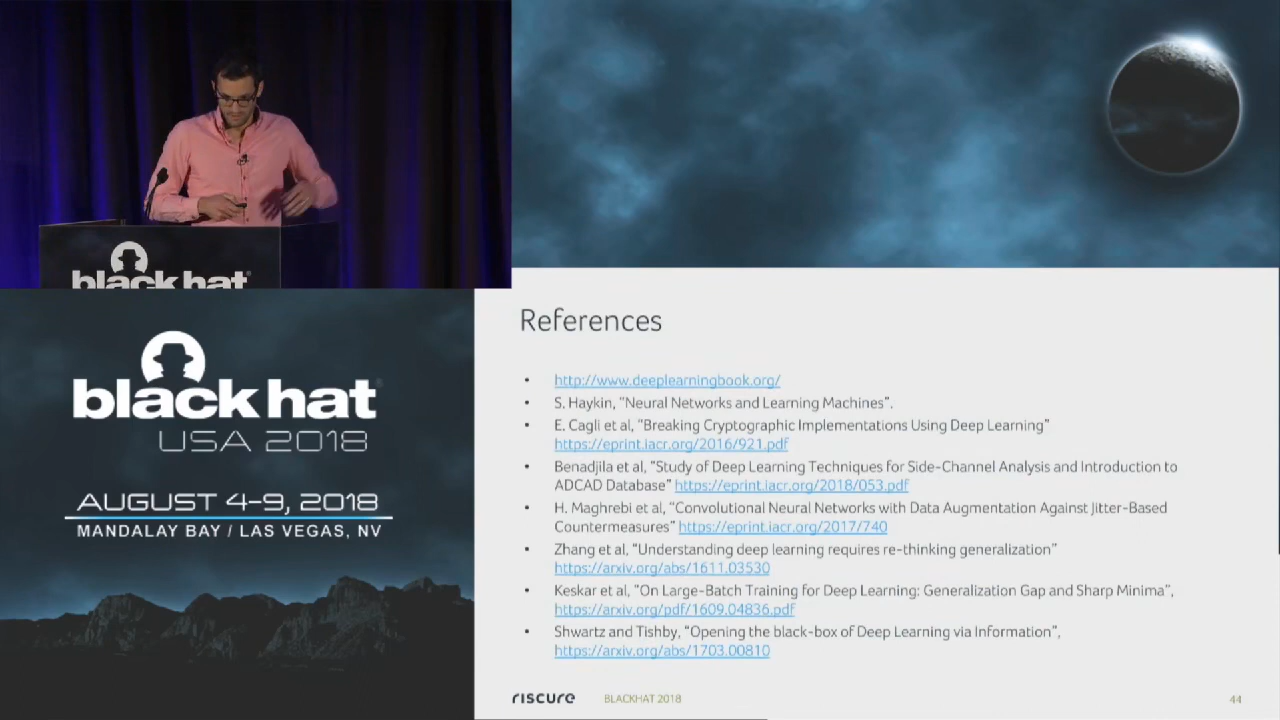 black hat
black hat
USA 2018
AUGUST 4-9, 2018
MANDALAY BAY / LAS VEGAS, NV
References
• http://www.deeplearningbook.org/
• S. Haykin, “Neural Networks and Learning Machines”.
• E. Cagli et al, “Breaking Cryptographic Implementations Using Deep Learning”
https://eprint.iacr.org/2016/921.pdf
• Benadjila et al, “Study of Deep Learning Techniques for Side-Channel Analysis and Introduction to
ADCAD Database” https://eprint.iacr.org/2018/053.pdf
• H. Maghrebi et al, “Convolutional Neural Networks with Data Augmentation Against Jitter-Based
Countermeasures” https://eprint.iacr.org/2017/740
• Zhang et al, “Understanding deep learning requires re-thinking generalization”
https://arxiv.org/abs/1611.03530
• Keskar et al, “On Large-Batch Training for Deep Learning: Generalization Gap and Sharp Minima”,
https://arxiv.org/pdf/1609.04836.pdf
• Shwartz and Tishby, “Opening the black-box of Deep Learning via Information”,
https://arxiv.org/abs/1703.00810
riscure BLACKHAT 2018 44